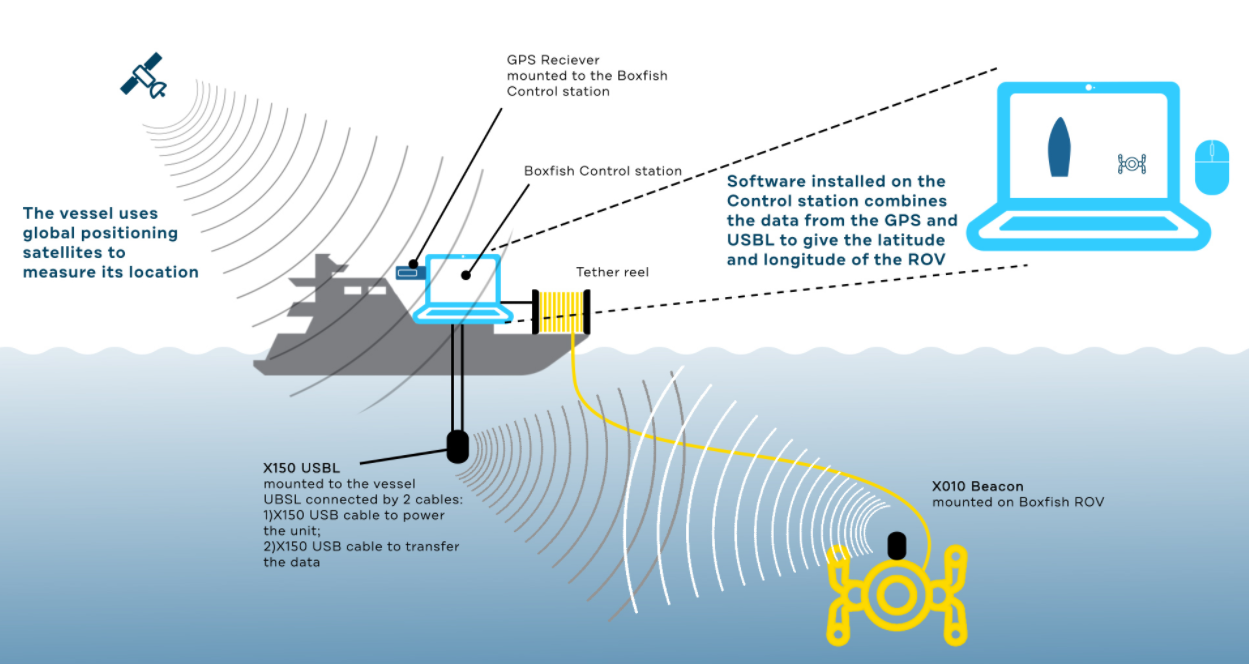 GPS Reciever
mounted to the Boxfish
Control station
Boxfish Control station
The vessel uses
global positioning
satellites to
measure its location
Software installed on the
Control station combines
the data from the GPS and
USBL to give the latitude
and longitude of the ROV
Tether reel
X150 USBL
mounted to the vessel
UBSL connected by 2 cables:
1)X150 USB cable to power
the unit;
2)X150 USB cable to transfer
the data
X010 Beacon
mounted on Boxfish ROV